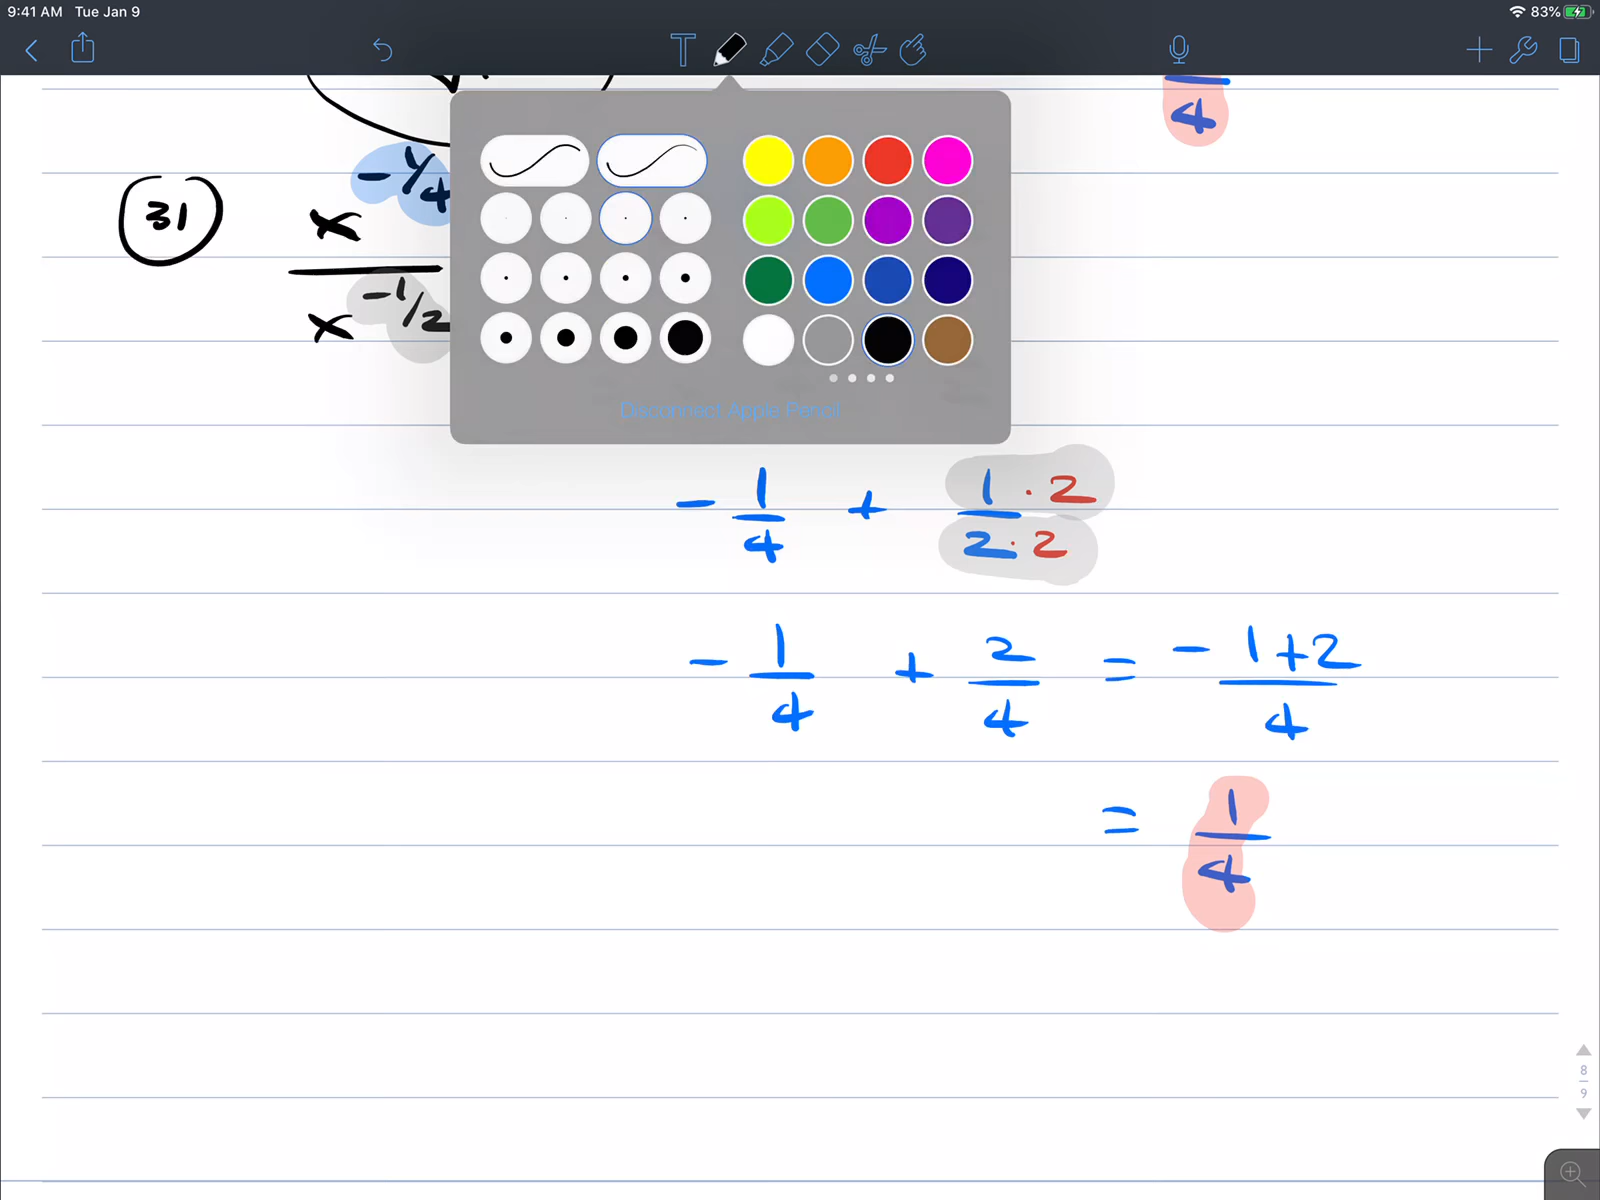 9:41 AM Tue Jan 9 83%
4
31 x^-1/4
x^-1/2
Disconnect Apple Pencil
- 1/4 + 1·2/2·2
- 1/4 + 2/4 = -1+2/4
= 1/4
8
9